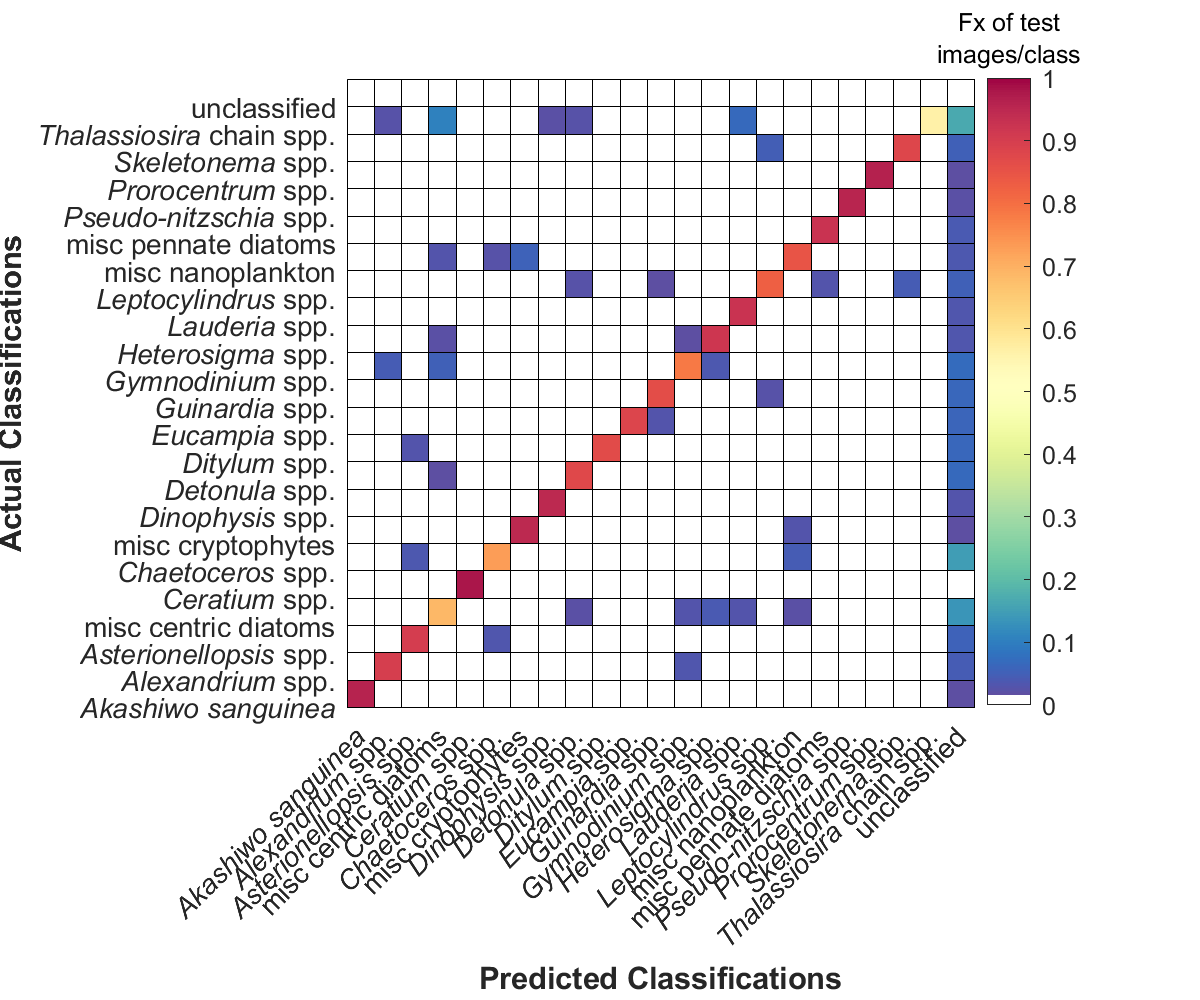 Fx of test
images/class
1
0.9
0.8
0.7
0.6
0.5
0.4
0.3
0.2
0.1
0
Actual Classifications
unclassified
Thalassiosira chain spp.
Skeletonema spp.
Prorocentrum spp.
Pseudo-nitzschia spp.
misc pennate diatoms
misc nanoplankton
Leptocylindrus spp.
Lauderia spp.
Heterosigma spp.
Gymnodinium spp.
Guinardia spp.
Eucampia spp.
Ditylum spp.
Detonula spp.
Dinophysis spp.
misc cryptophytes
Chaetoceros spp.
Ceratium spp.
misc centric diatoms
Asterionellopsis spp.
Alexandrium spp.
Akashiwo sanguinea
Akashiwo sanguinea
Alexandrium spp.
Asterionellopsis spp.
misc centric diatoms
Ceratium spp.
Chaetoceros spp.
misc cryptophytes
Dinophysis spp.
Detonula spp.
Ditylum spp.
Eucampia spp.
Guinardia spp.
Gymnodinium spp.
Heterosigma spp.
Lauderia spp.
Leptocylindrus spp.
misc nanoplankton
misc pennate diatoms
Pseudo-nitzschia spp.
Prorocentrum spp.
Skeletonema spp.
Thalassiosira chain spp.
unclassified
Predicted Classifications